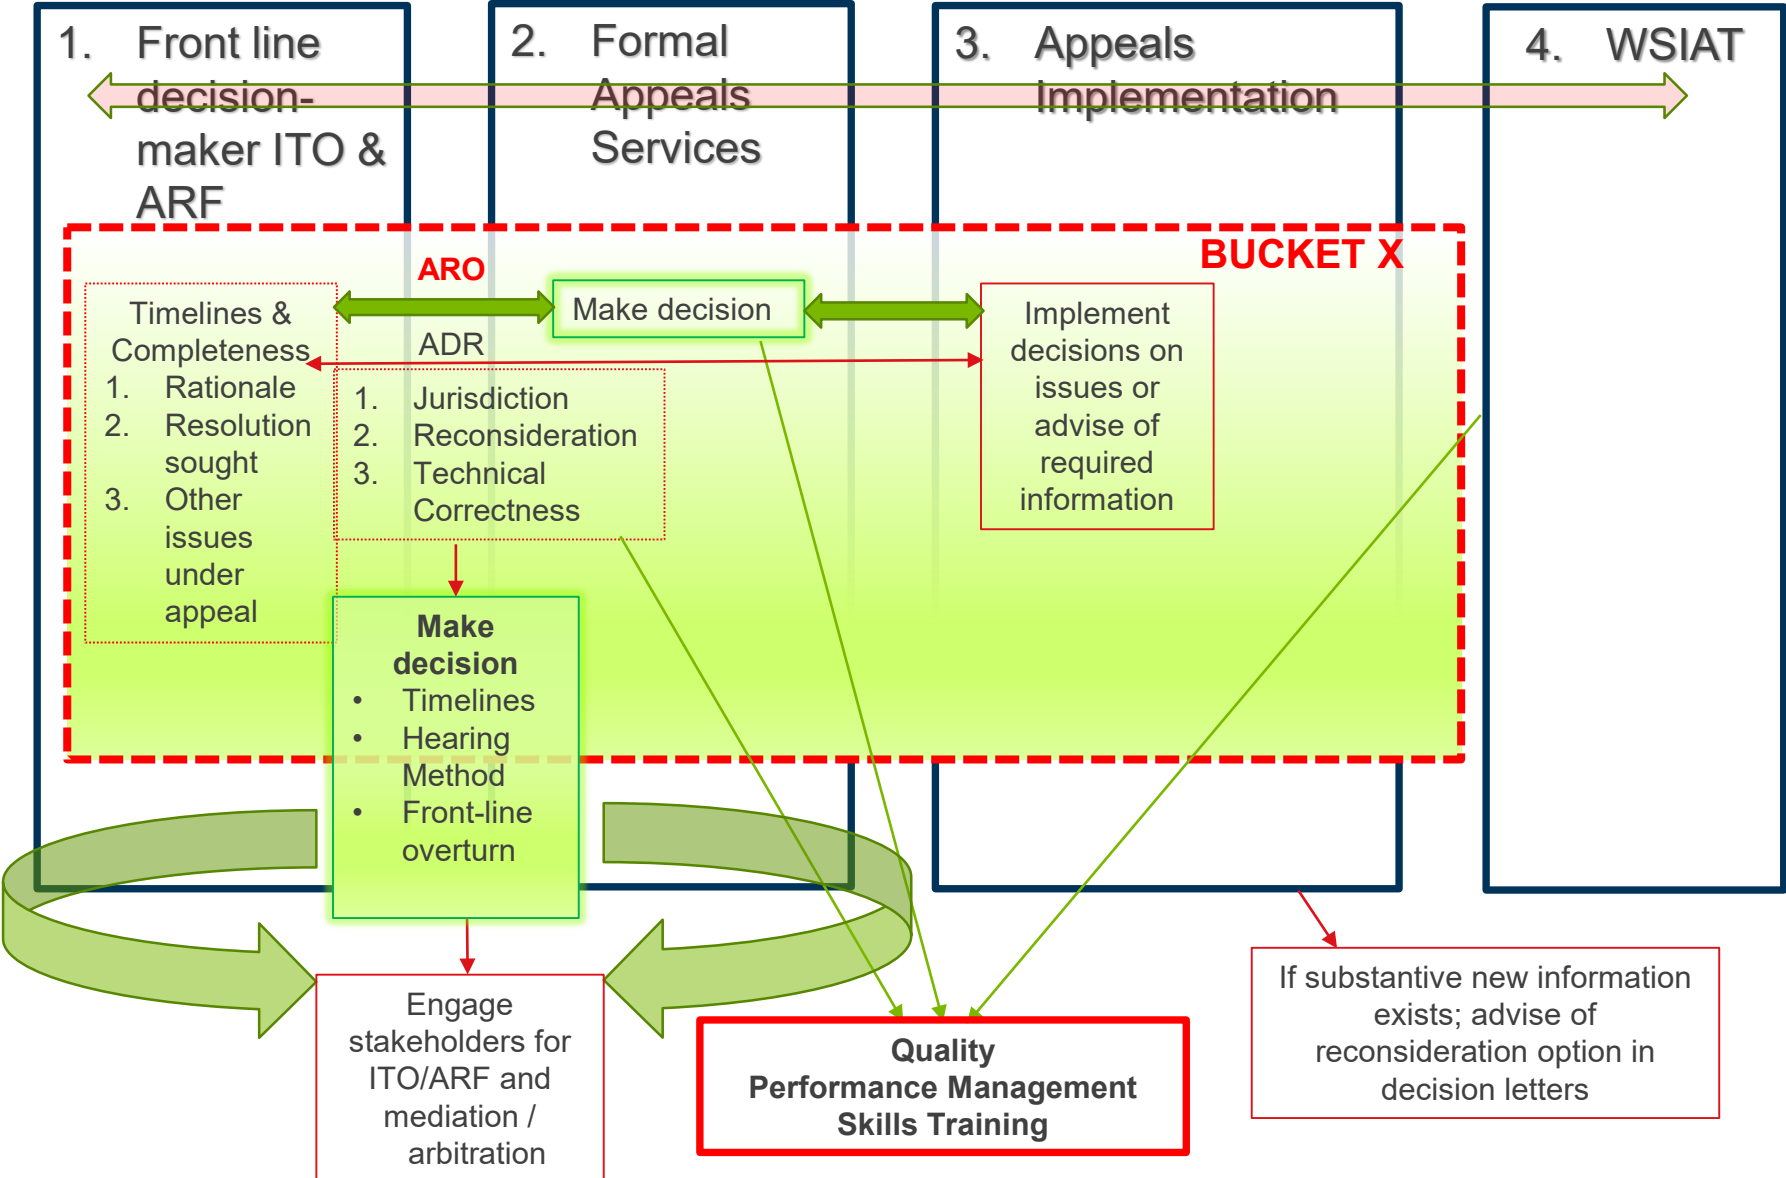 1. Front line
decision-
maker ITO &
ARF
2. Formal
Appeals
Services
3. Appeals
Implementation
4. WSIAT
BUCKET X
ARO
Timelines &
Completeness
1. Rationale
2. Resolution
sought
3. Other
issues
under
appeal
Make decision
ADR
1. Jurisdiction
2. Reconsideration
3. Technical
Correctness
Implement
decisions on
issues or
advise of
required
information
Make
decision
• Timelines
• Hearing
Method
• Front-line
overturn
Engage
stakeholders for
ITO/ARF and
mediation /
arbitration
Quality
Performance Management
Skills Training
If substantive new information
exists; advise of
reconsideration option in
decision letters